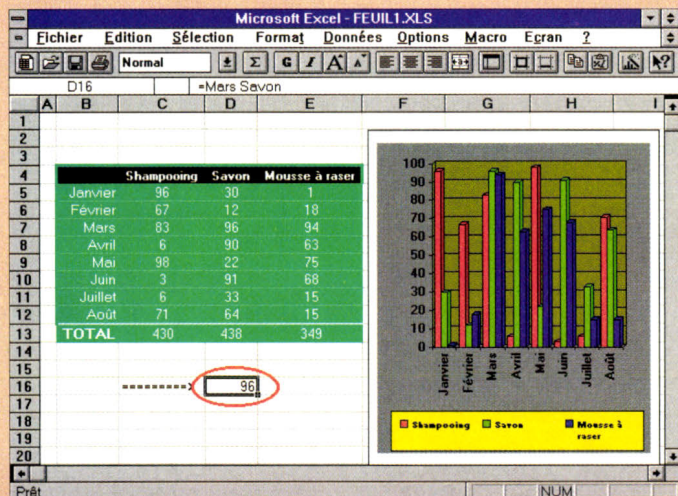 Microsoft Excel - FEUIL1.XLS
Fichier Edition Sélection Format Données Options Macro Ecran ?
Normal Σ G I A A
D16 =Mars Savon
A B C D E F G H I
1
2
3
4 Shampooing Savon Mousse à raser
5 Janvier 96 30 1
6 Février 67 12 18
7 Mars 83 96 94
8 Avril 6 90 63
9 Mai 98 22 75
10 Juin 3 91 68
11 Juillet 6 33 15
12 Août 71 64 15
13 TOTAL 430 438 349
14
15
16 96
17
18
19
20
100
90
80
70
60
50
40
30
20
10
0
Janvier Février Mars Avril Mai Juin Juillet Août
Shampooing Savon Mousse à
raser
Prêt NUM